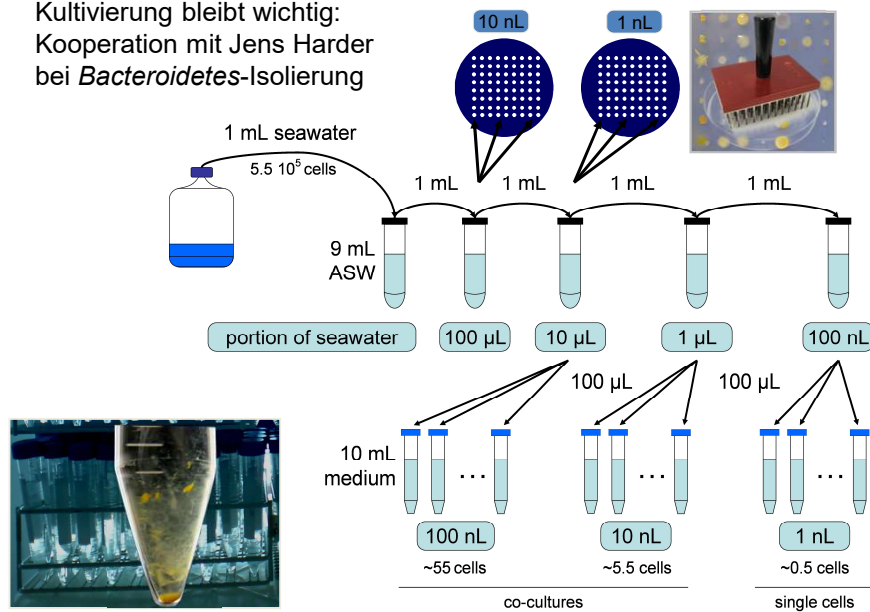 Kultivierung bleibt wichtig:
Kooperation mit Jens Harder
bei Bacteroidetes-Isolierung
10 nL
1 nL
1 mL seawater
5.5 10⁵ cells
1 mL
1 mL
1 mL
1 mL
9 mL
ASW
portion of seawater
100 µL
10 µL
1 µL
100 nL
100 µL
100 µL
10 mL
medium
...
...
...
100 nL
10 nL
1 nL
~55 cells
~5.5 cells
~0.5 cells
co-cultures
single cells